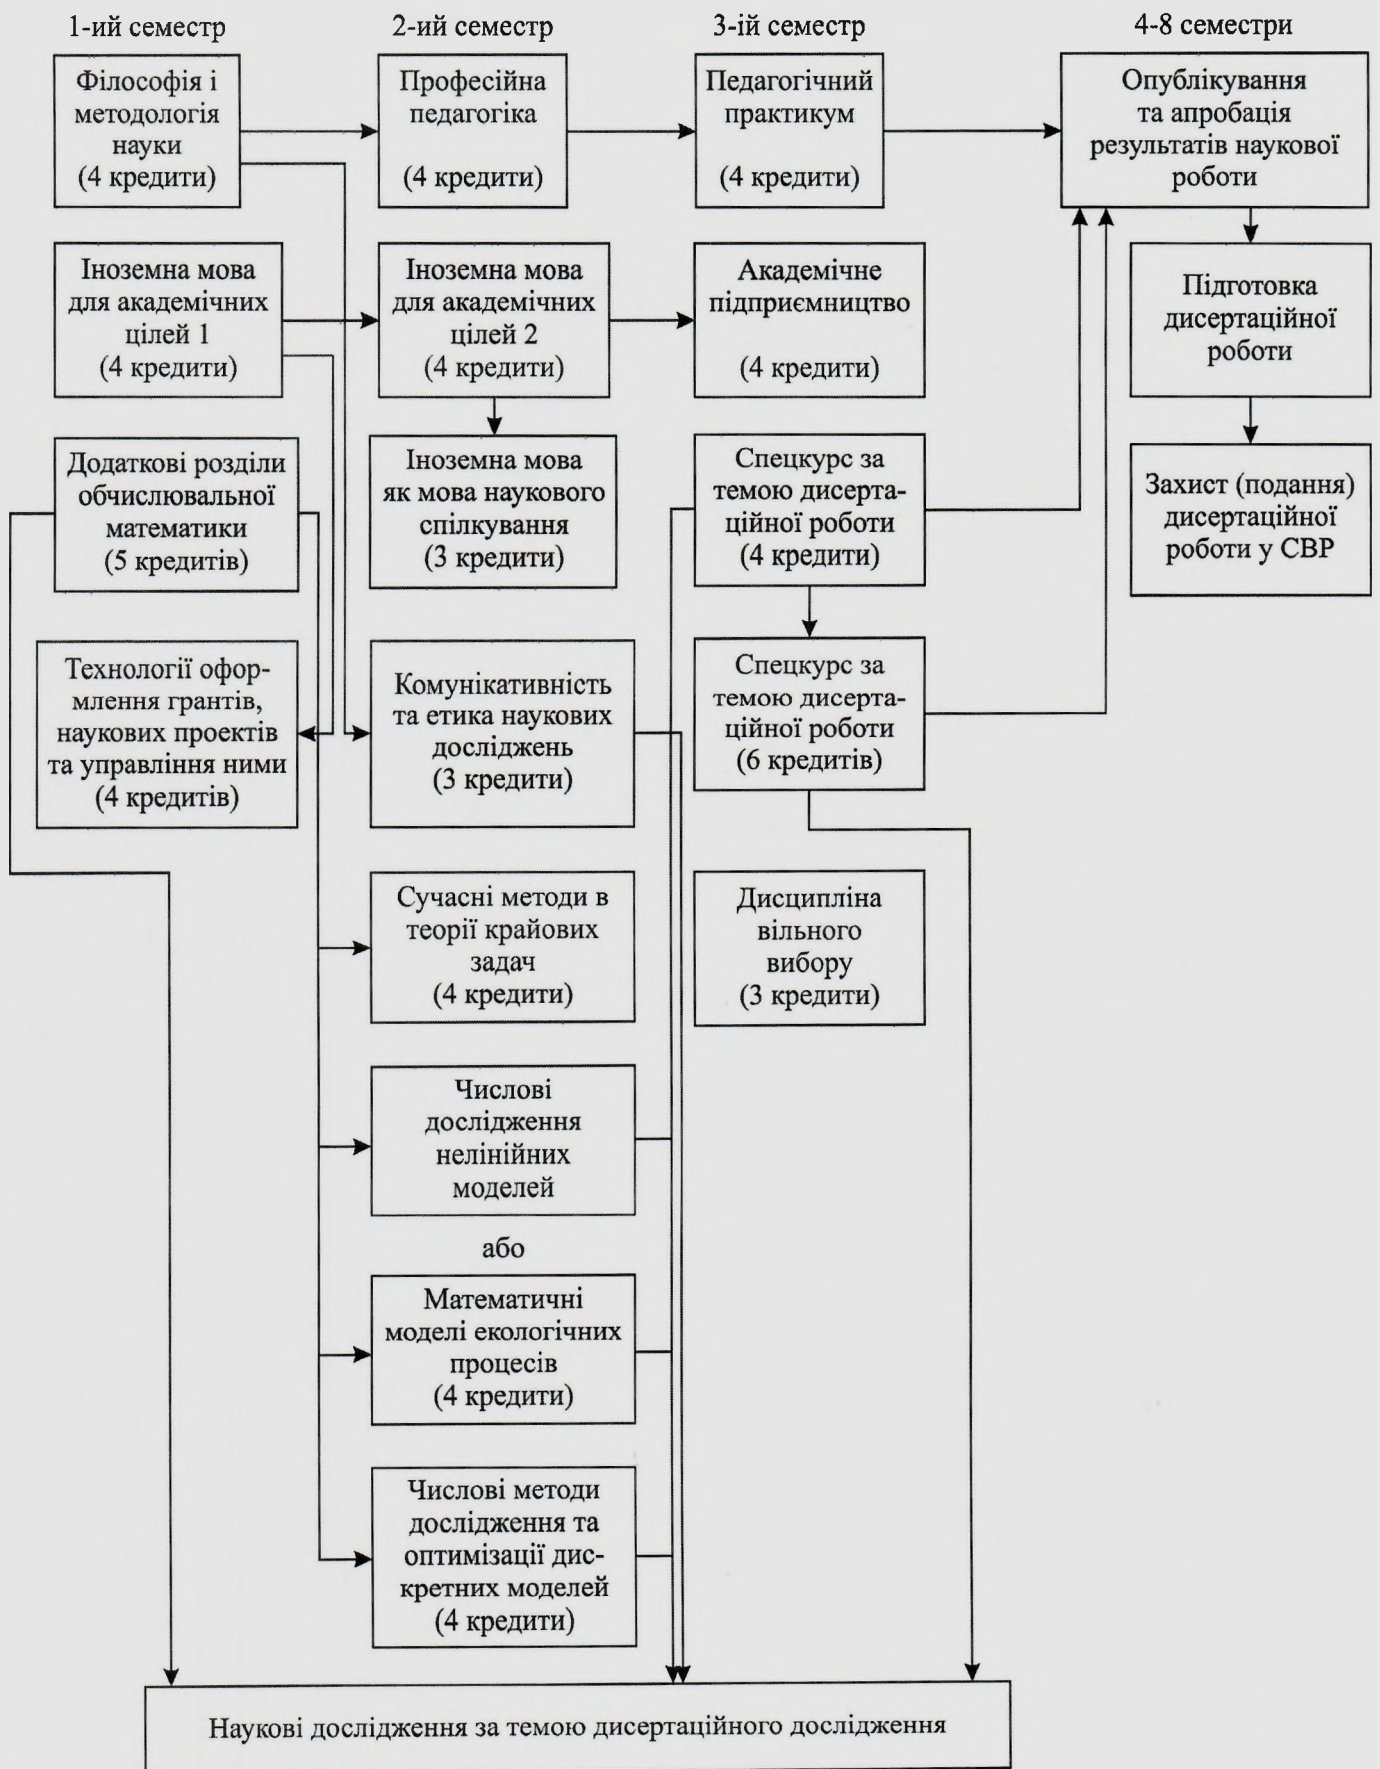 1-ий семестр
2-ий семестр
3-ій семестр
4-8 семестри
Філософія і
методологія
науки
(4 кредити)
Професійна
педагогіка
(4 кредити)
Педагогічний
практикум
(4 кредити)
Опублікування
та апробація
результатів наукової
роботи
Іноземна мова
для академічних
цілей 1
(4 кредити)
Іноземна мова
для академічних
цілей 2
(4 кредити)
Академічне
підприємництво
(4 кредити)
Підготовка
дисертаційної
роботи
Додаткові розділи
обчислювальної
математики
(5 кредитів)
Іноземна мова
як мова наукового
спілкування
(3 кредити)
Спецкурс за
темою дисерта-
ційної роботи
(4 кредити)
Захист (подання)
дисертаційної
роботи у СВР
Технології офор-
млення грантів,
наукових проектів
та управління ними
(4 кредитів)
Комунікативність
та етика наукових
досліджень
(3 кредити)
Спецкурс за
темою дисерта-
ційної роботи
(6 кредитів)
Сучасні методи в
теорії крайових
задач
(4 кредити)
Дисципліна
вільного
вибору
(3 кредити)
Числові
дослідження
нелінійних
моделей
або
Математичні
моделі екологічних
процесів
(4 кредити)
Числові методи
дослідження та
оптимізації дис-
кретних моделей
(4 кредити)
Наукові дослідження за темою дисертаційного дослідження